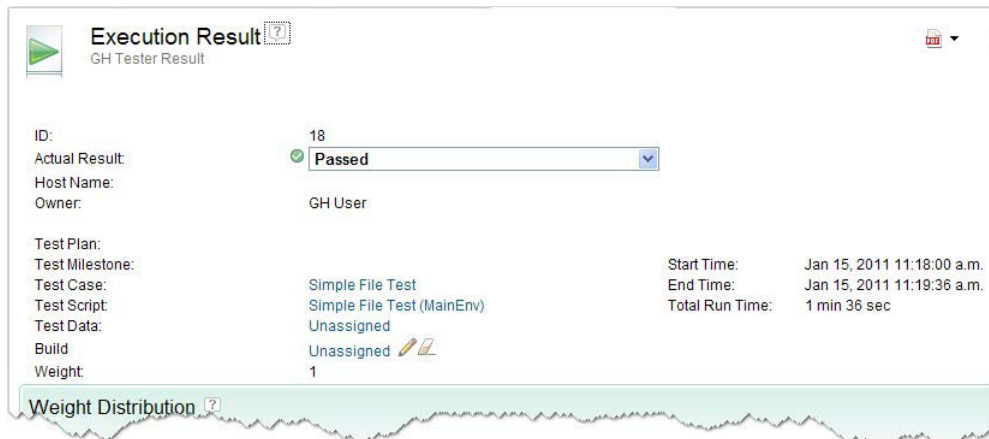 Execution Result ?
GH Tester Result
ID: 18
Actual Result: Passed
Host Name:
Owner: GH User
Test Plan:
Test Milestone: Start Time: Jan 15, 2011 11:18:00 a.m.
Test Case: Simple File Test End Time: Jan 15, 2011 11:19:36 a.m.
Test Script: Simple File Test (MainEnv) Total Run Time: 1 min 36 sec
Test Data: Unassigned
Build Unassigned
Weight: 1
Weight Distribution ?